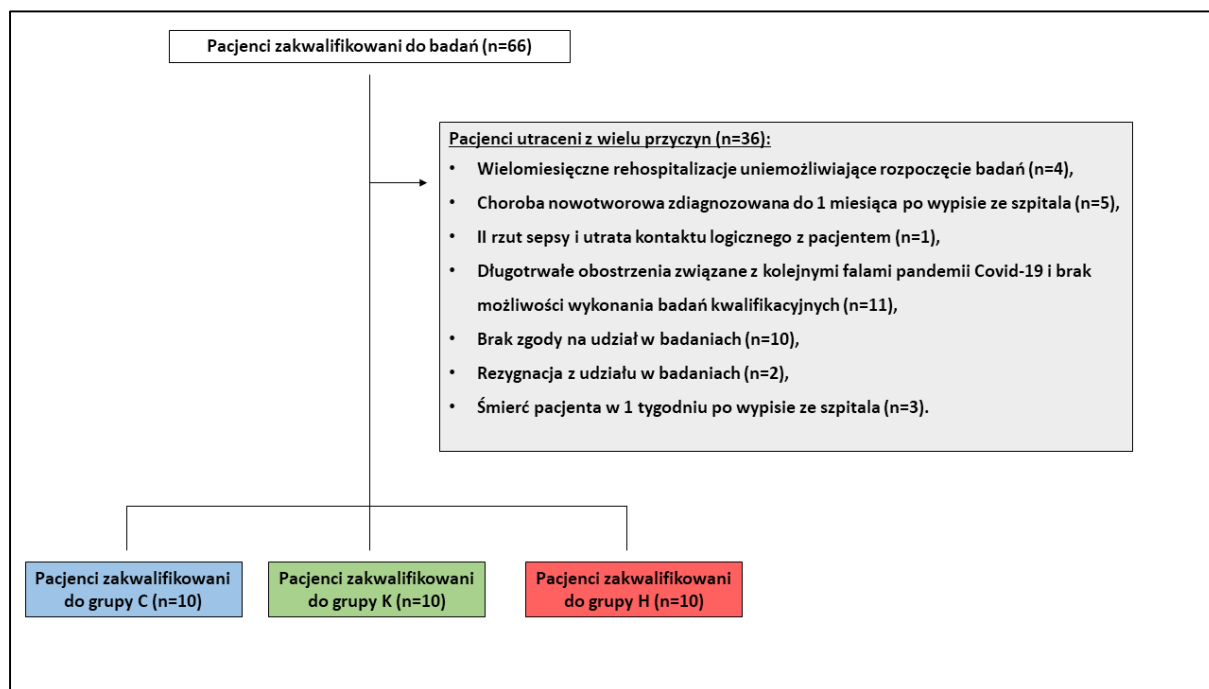 Pacjenci zakwalifikowani do badań (n=66)
Pacjenci utraceni z wielu przyczyn (n=36):
• Wielomiesięczne rehospitalizacje uniemożliwiające rozpoczęcie badań (n=4),
• Choroba nowotworowa zdiagnozowana do 1 miesiąca po wypisie ze szpitala (n=5),
• II rzut sepsy i utrata kontaktu logicznego z pacjentem (n=1),
• Długotrwałe obostrzenia związane z kolejnymi falami pandemii Covid-19 i brak
możliwości wykonania badań kwalifikacyjnych (n=11),
• Brak zgody na udział w badaniach (n=10),
• Rezygnacja z udziału w badaniach (n=2),
• Śmierć pacjenta w 1 tygodniu po wypisie ze szpitala (n=3).
Pacjenci zakwalifikowani
do grupy C (n=10)
Pacjenci zakwalifikowani
do grupy K (n=10)
Pacjenci zakwalifikowani
do grupy H (n=10)